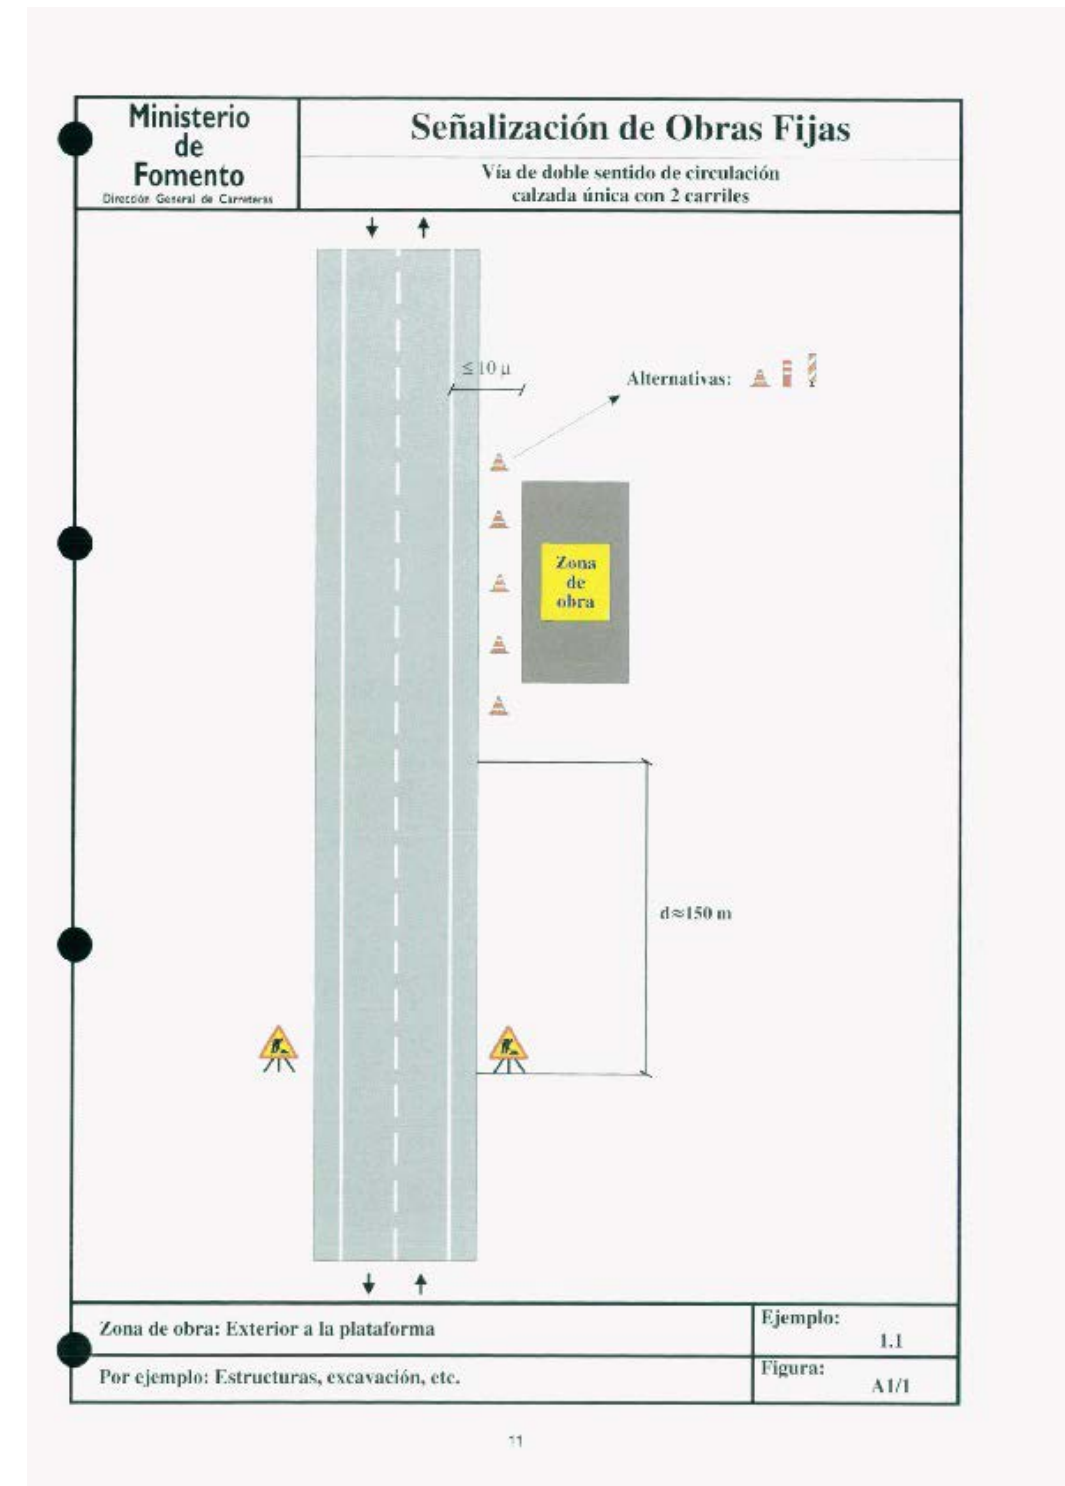 Ministerio
de
Fomento
Dirección General de Carreteras
Señalización de Obras Fijas
Vía de doble sentido de circulación
calzada única con 2 carriles
≤ 10 μ
Alternativas:
Zona
de
obra
d≈150 m
Zona de obra: Exterior a la plataforma
Ejemplo:
1.1
Por ejemplo: Estructuras, excavación, etc.
Figura:
A1/1
11